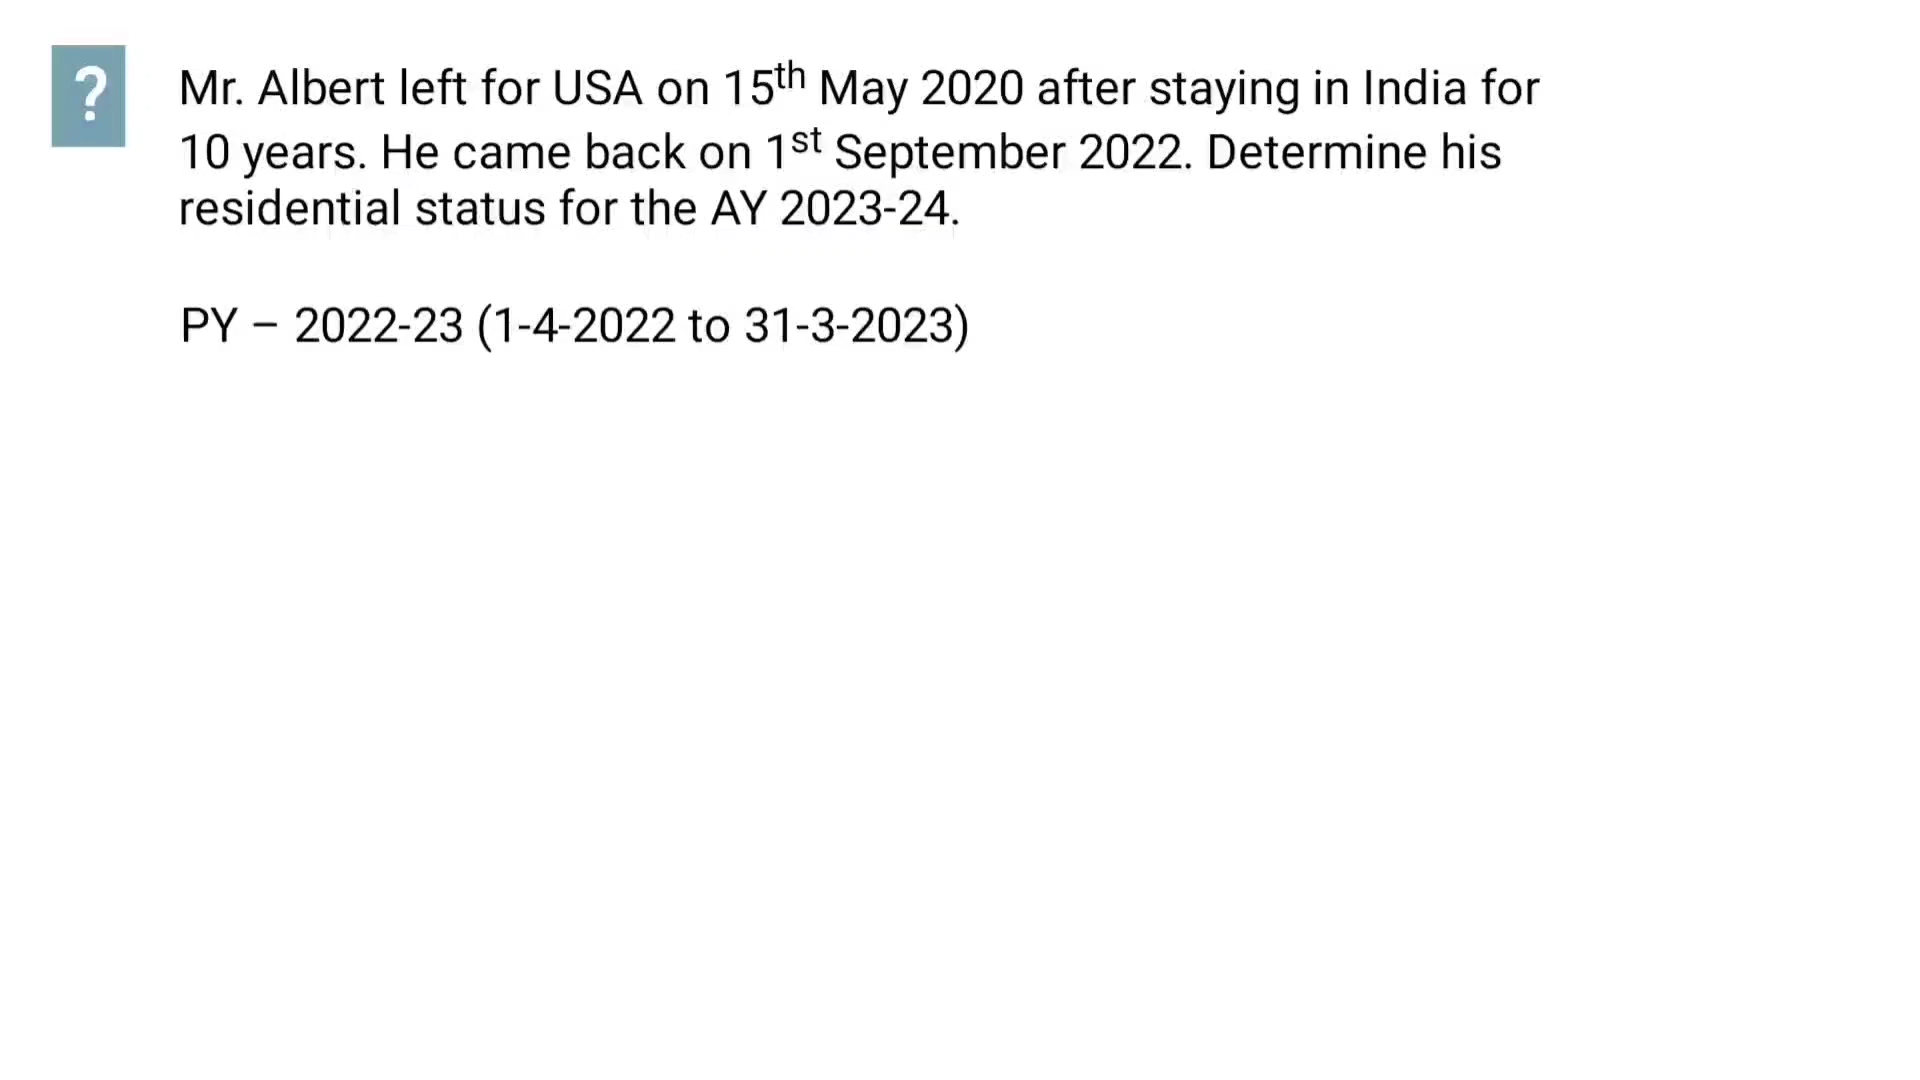 ?
Mr. Albert left for USA on 15th May 2020 after staying in India for
10 years. He came back on 1st September 2022. Determine his
residential status for the AY 2023-24.
PY – 2022-23 (1-4-2022 to 31-3-2023)